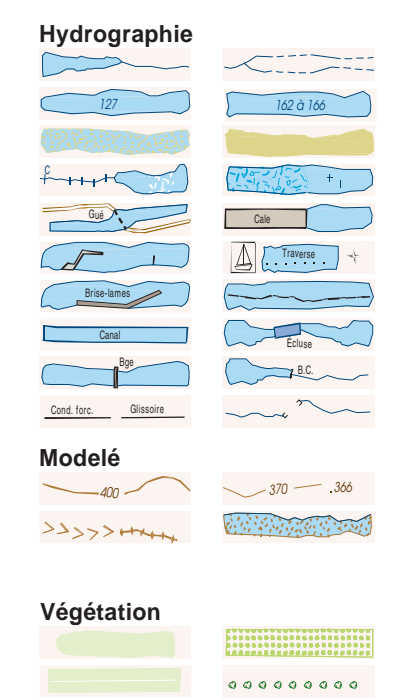 Hydrographie
127
162 à 166
C
Gué
Cale
Traverse
Brise-lames
Canal
Écluse
Bge
B.C.
Cond. forc. Glissoire
Modelé
400
370 .366
Végétation